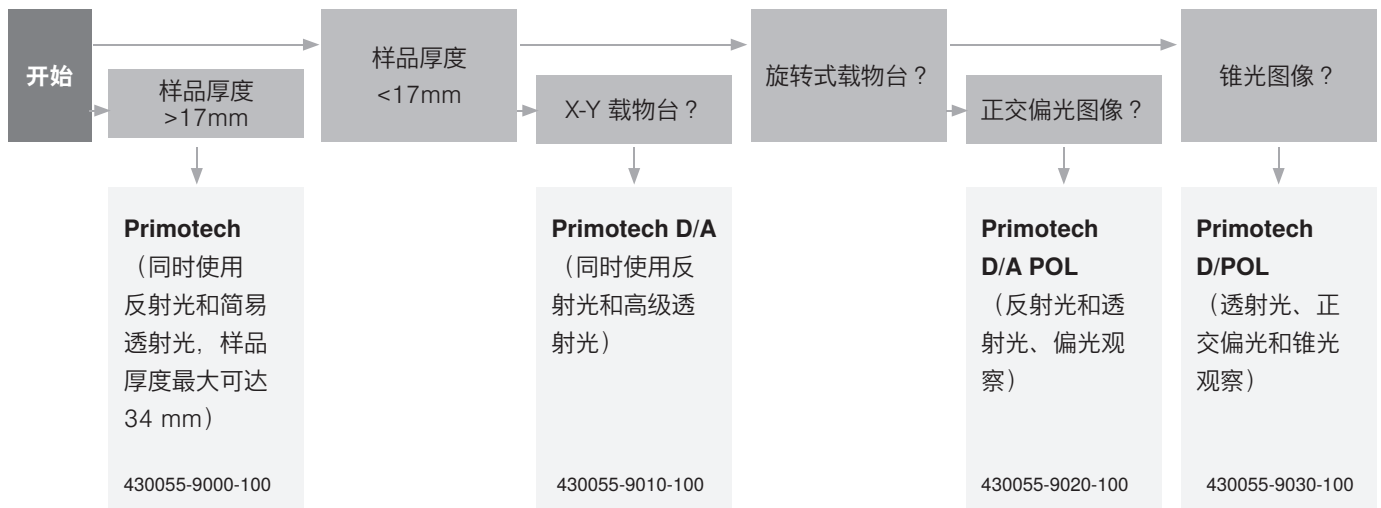 开始
样品厚度
>17mm
样品厚度
<17mm
X-Y 载物台？
旋转式载物台？
正交偏光图像？
锥光图像？
Primotech
（同时使用
反射光和简易
透射光，样品
厚度最大可达
34 mm）
430055-9000-100
Primotech D/A
（同时使用反
射光和高级透
射光）
430055-9010-100
Primotech
D/A POL
（反射光和透
射光、偏光观
察）
430055-9020-100
Primotech
D/POL
（透射光、正
交偏光和锥光
观察）
430055-9030-100